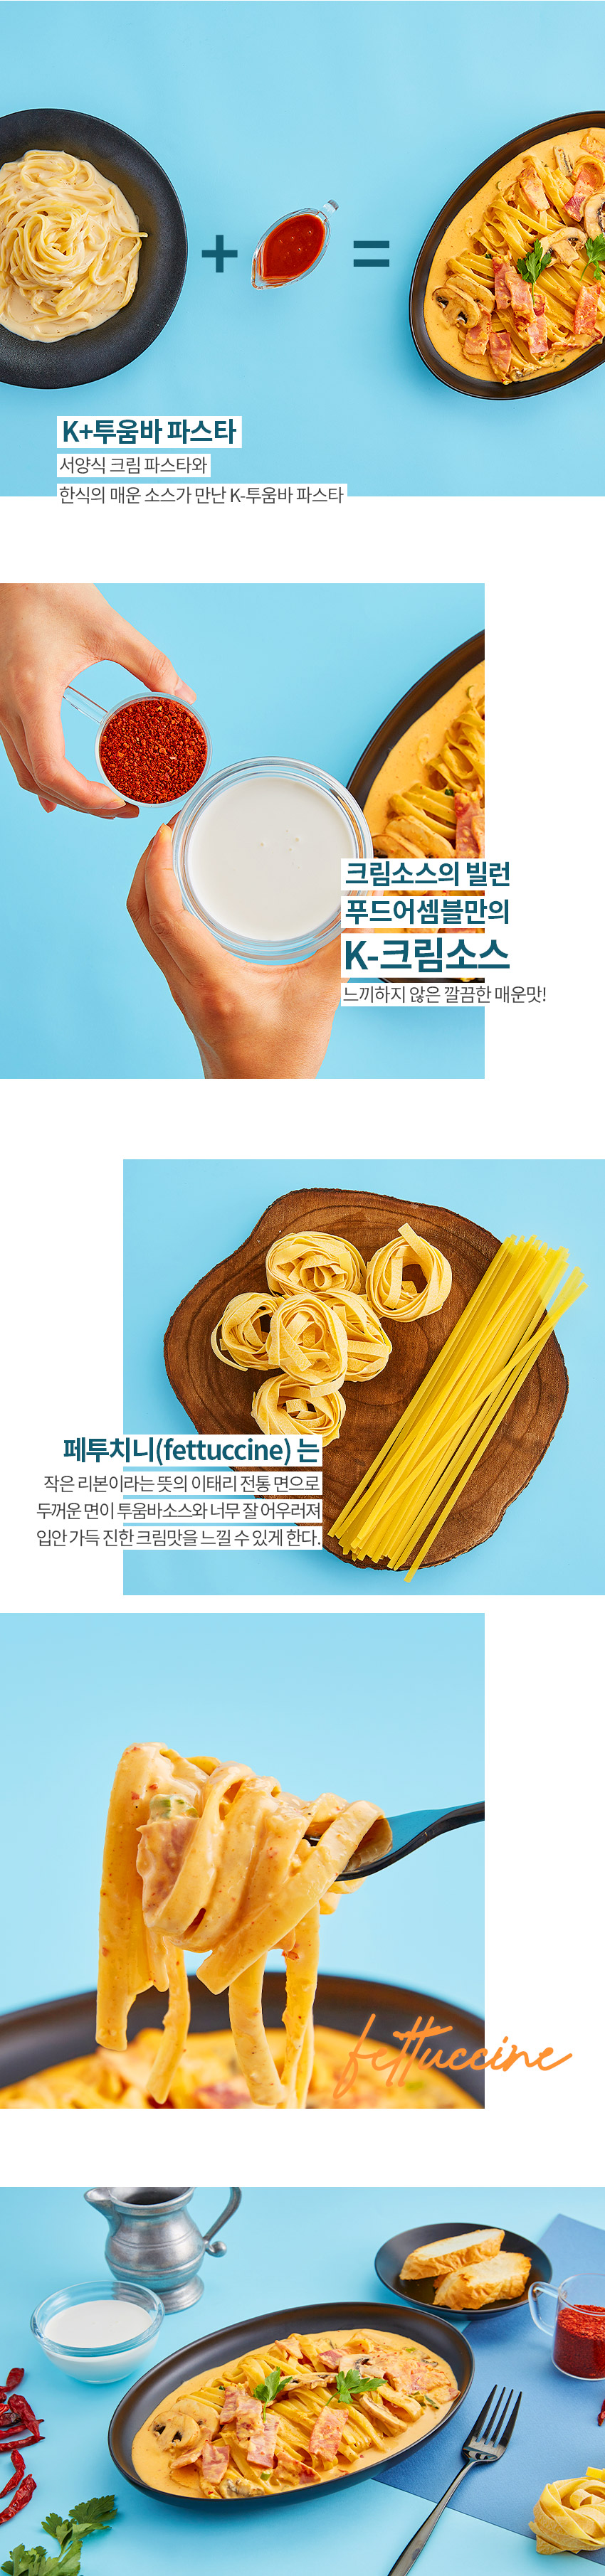 K+투움바 파스타
서양식 크림 파스타와
한식의 매운 소스가 만난 K-투움바 파스타
크림소스의 빌런
푸드어셈블만의
K-크림소스
느끼하지 않은 깔끔한 매운맛!
페투치니(fettuccine) 는
작은 리본이라는 뜻의 이태리 전통 면으로
두꺼운 면이 투움바소스와 너무 잘 어우러져
입안 가득 진한 크림맛을 느낄 수 있게 한다.
fettuccine